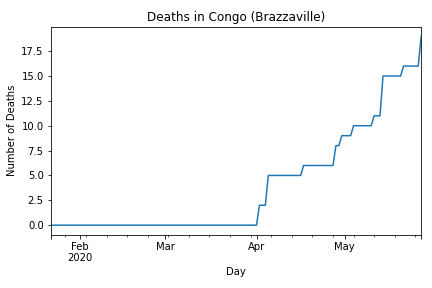 Deaths in Congo (Brazzaville)
Number of Deaths
17.5
15.0
12.5
10.0
7.5
5.0
2.5
0.0
Feb
2020
Mar
Apr
May
Day